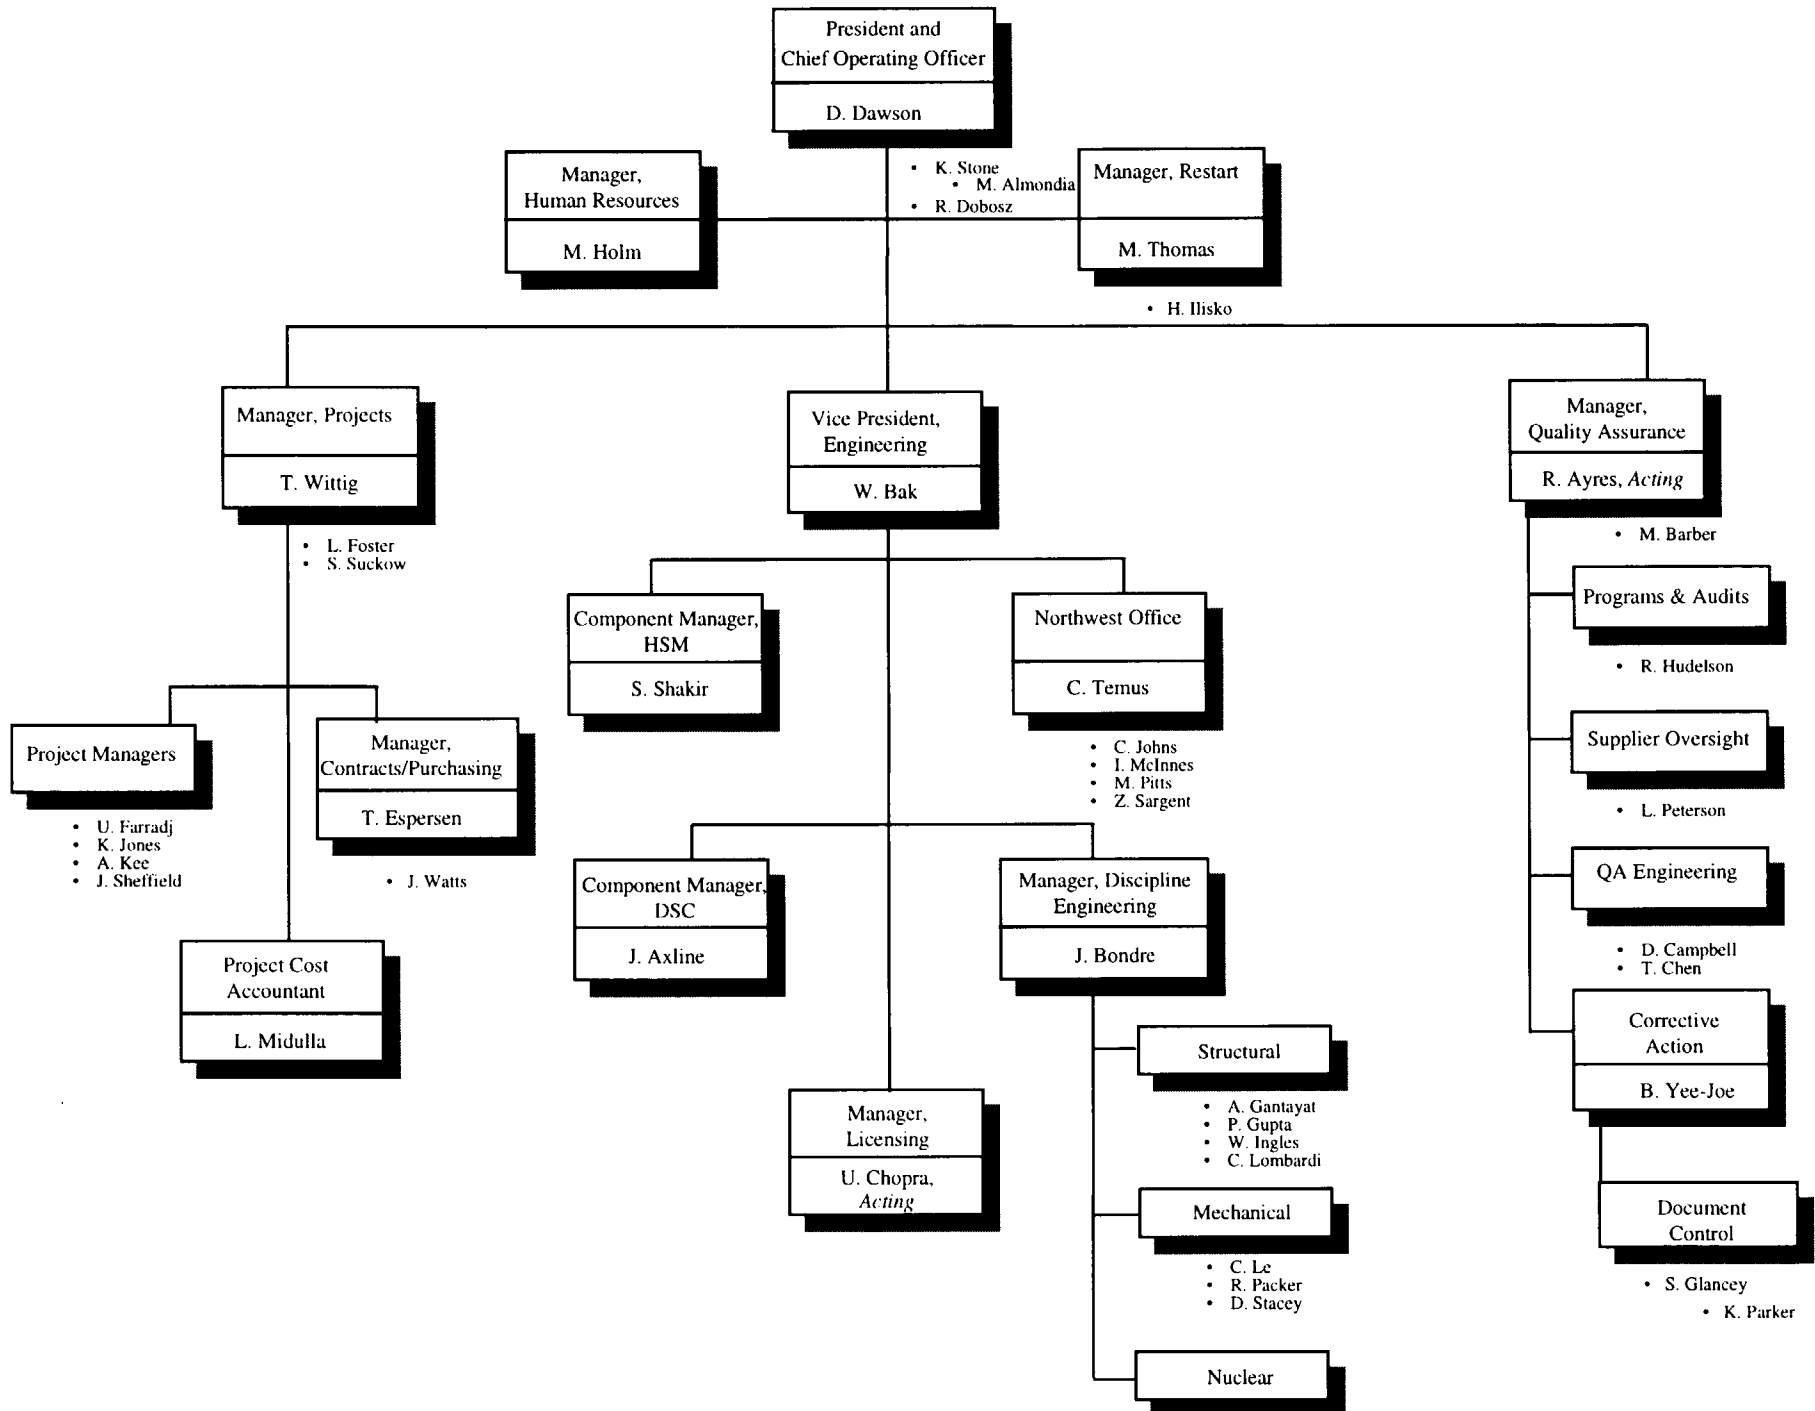 President and
Chief Operating Officer
D. Dawson
• K. Stone
• M. Almondia
• R. Dobosz
Manager,
Human Resources
M. Holm
Manager, Restart
M. Thomas
• H. Ilisko
Manager, Projects
T. Wittig
• L. Foster
• S. Suckow
Vice President,
Engineering
W. Bak
Manager,
Quality Assurance
R. Ayres, Acting
• M. Barber
Project Managers
• U. Farradj
• K. Jones
• A. Kee
• J. Sheffield
Manager,
Contracts/Purchasing
T. Espersen
• J. Watts
Project Cost
Accountant
L. Midulla
Component Manager,
HSM
S. Shakir
Northwest Office
C. Temus
• C. Johns
• I. McInnes
• M. Pitts
• Z. Sargent
Component Manager,
DSC
J. Axline
Manager, Discipline
Engineering
J. Bondre
Structural
• A. Gantayat
• P. Gupta
• W. Ingles
• C. Lombardi
Mechanical
• C. Le
• R. Packer
• D. Stacey
Nuclear
Manager,
Licensing
U. Chopra,
Acting
Programs & Audits
• R. Hudelson
Supplier Oversight
• L. Peterson
QA Engineering
• D. Campbell
• T. Chen
Corrective
Action
B. Yee-Joe
Document
Control
• S. Glancey
• K. Parker